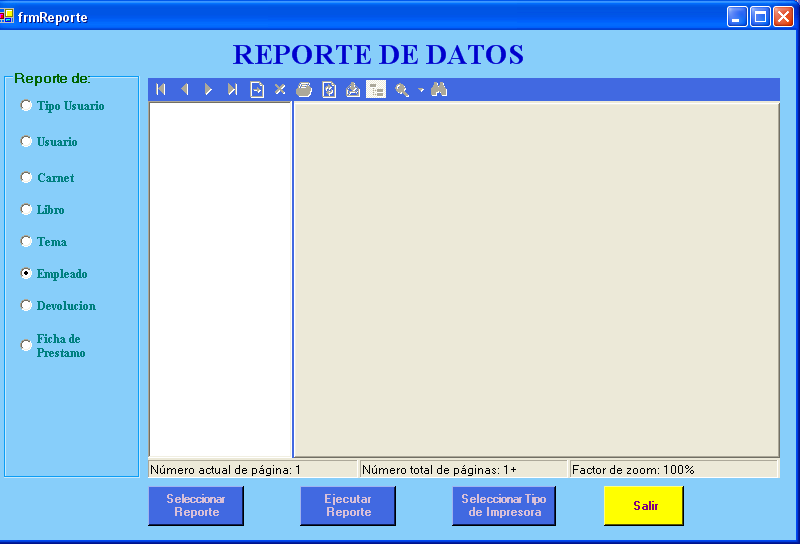 frmReporte
REPORTE DE DATOS
Reporte de:
Tipo Usuario
Usuario
Carnet
Libro
Tema
Empleado
Devolucion
Ficha de
Prestamo
Número actual de página: 1
Número total de páginas: 1+
Factor de zoom: 100%
Seleccionar
Reporte
Ejecutar
Reporte
Seleccionar Tipo
de Impresora
Salir